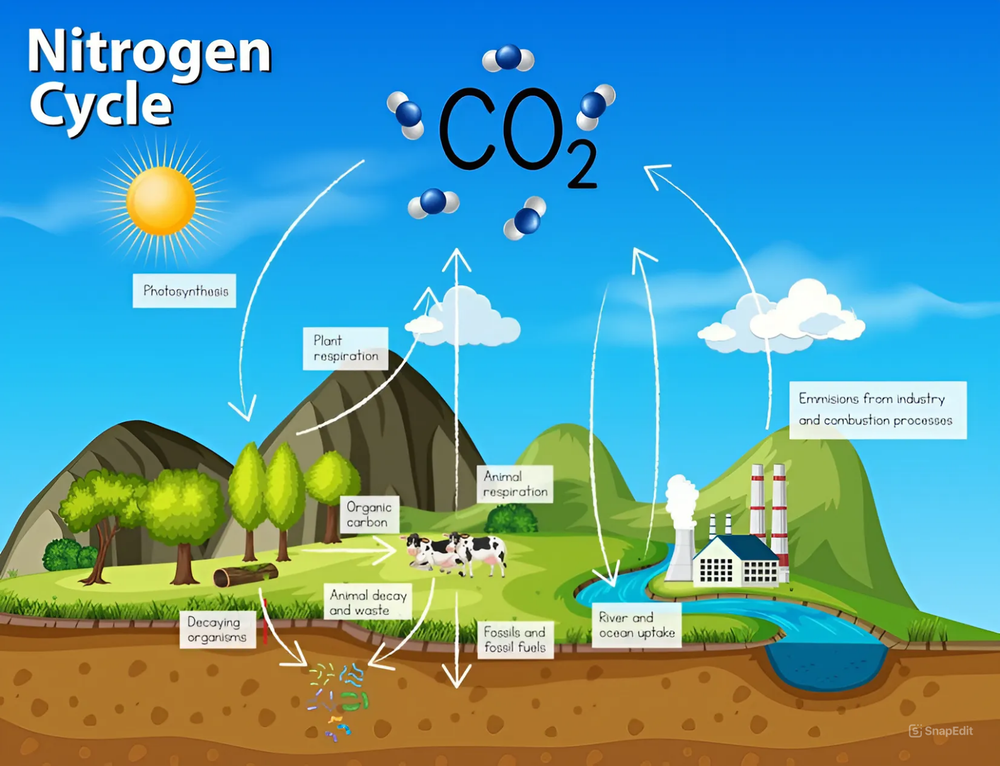 Nitrogen
Cycle
CO₂
Photosynthesis
Plant
respiration
Emmisions from industry
and combustion processes
Animal
respiration
Organic
carbon
Animal decay
and waste
Decaying
organisms
Fossils and
fossil fuels
River and
ocean uptake
SnapEdit